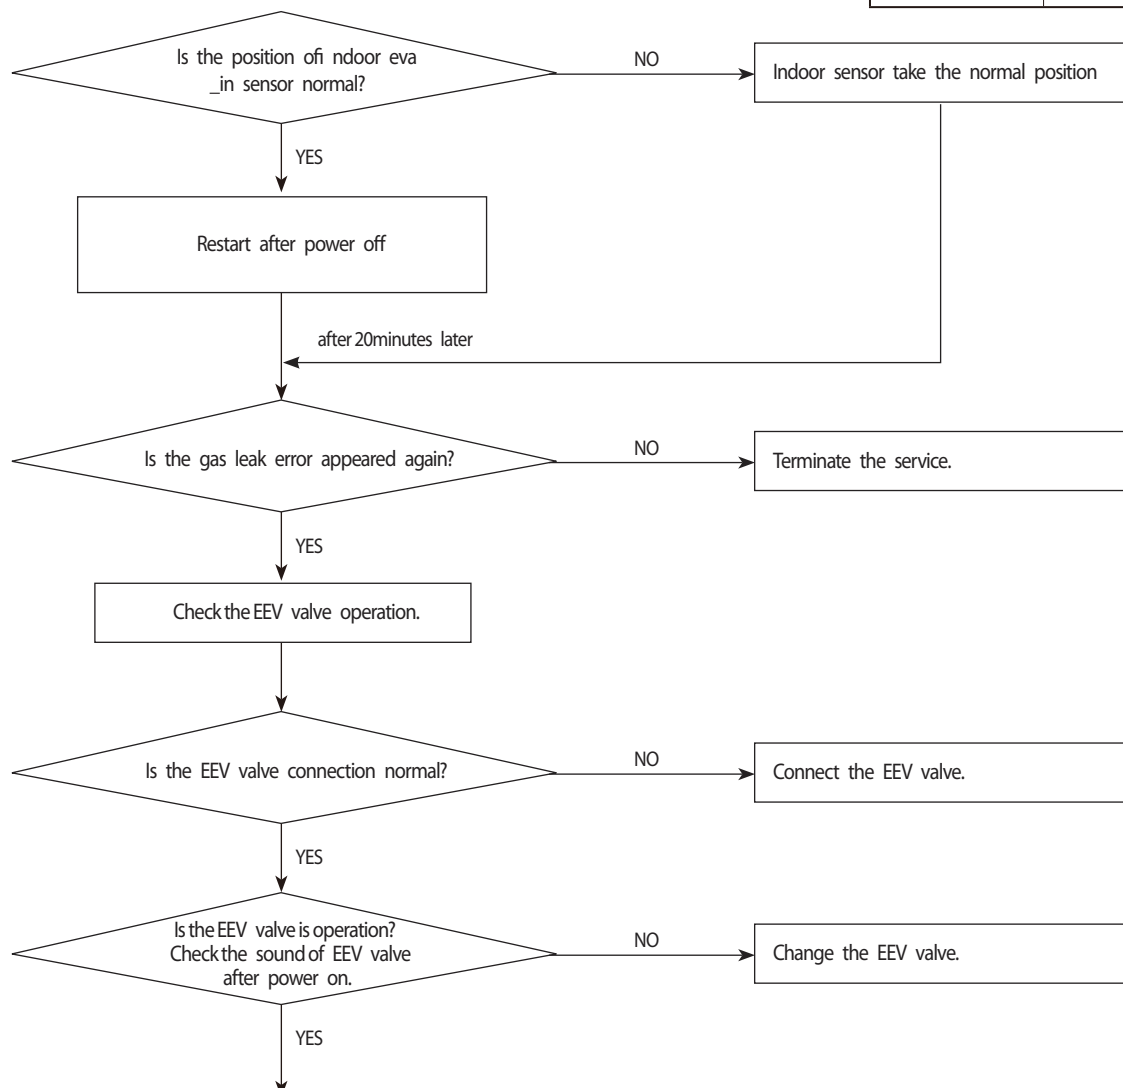 Is the position ofi ndoor eva
_in sensor normal?
NO
Indoor sensor take the normal position
YES
Restart after power off
after 20minutes later
Is the gas leak error appeared again?
NO
Terminate the service.
YES
Check the EEV valve operation.
Is the EEV valve connection normal?
NO
Connect the EEV valve.
YES
Is the EEV valve is operation?
Check the sound of EEV valve
after power on.
NO
Change the EEV valve.
YES